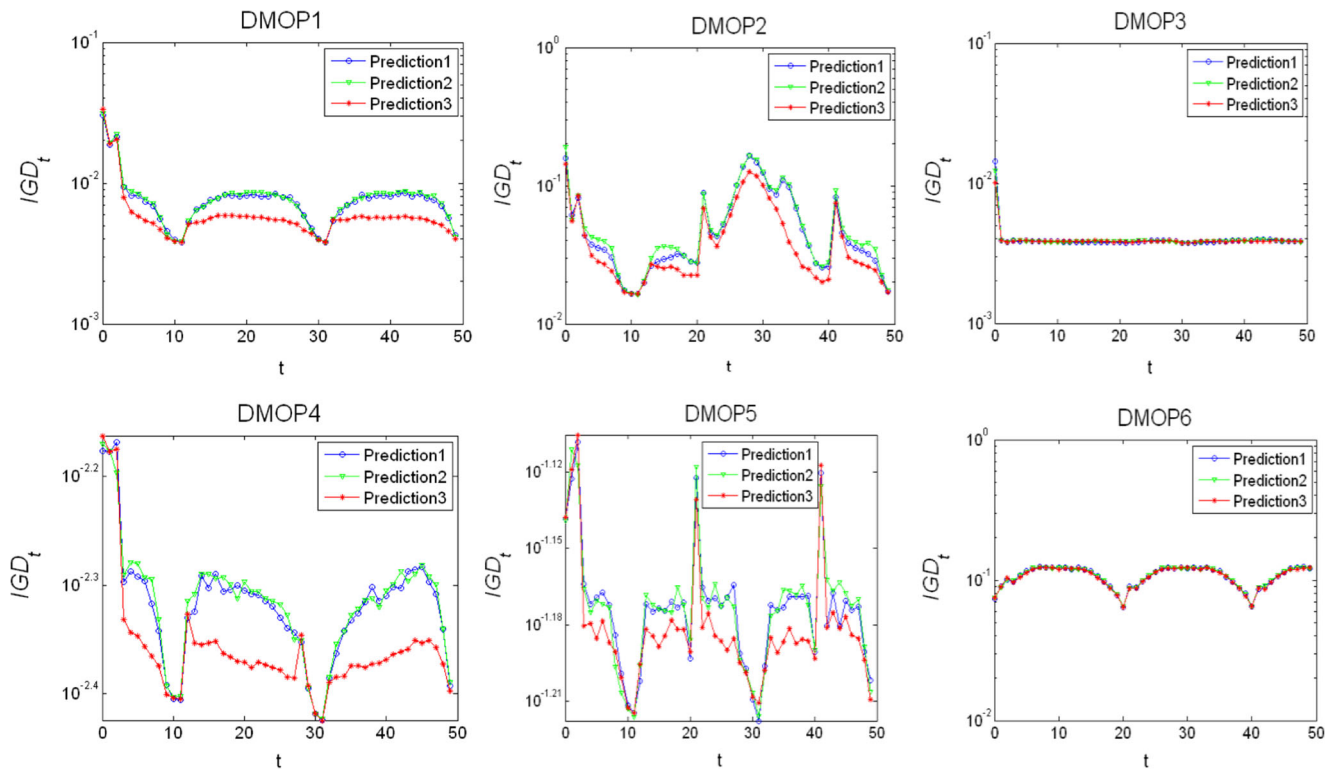 DMOP1
10^-1
10^-2
10^-3
IGD_t
0 10 20 30 40 50
t
Prediction1
Prediction2
Prediction3
DMOP2
10^0
10^-1
10^-2
IGD_t
0 10 20 30 40 50
t
Prediction1
Prediction2
Prediction3
DMOP3
10^-1
10^-2
10^-3
IGD_t
0 10 20 30 40 50
t
Prediction1
Prediction2
Prediction3
DMOP4
10^-2.2
10^-2.3
10^-2.4
IGD_t
0 10 20 30 40 50
t
Prediction1
Prediction2
Prediction3
DMOP5
10^-1.12
10^-1.15
10^-1.18
10^-1.21
IGD_t
0 10 20 30 40 50
t
Prediction1
Prediction2
Prediction3
DMOP6
10^0
10^-1
10^-2
IGD_t
0 10 20 30 40 50
t
Prediction1
Prediction2
Prediction3